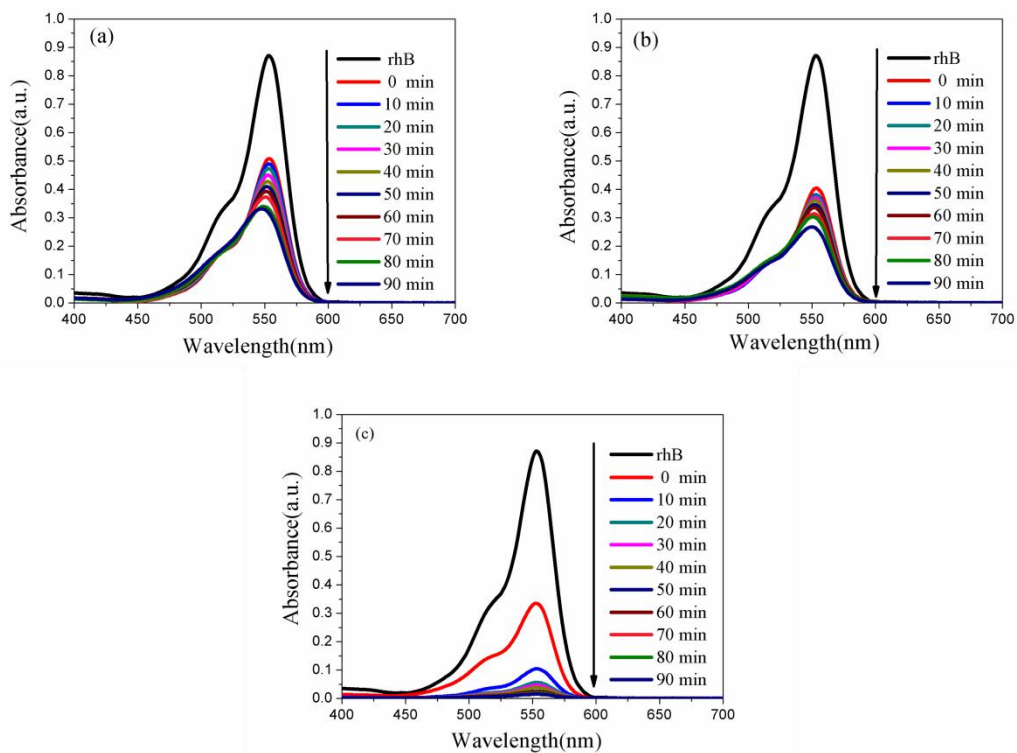 (a)
Absorbance(a.u.)
1.0
0.9
0.8
0.7
0.6
0.5
0.4
0.3
0.2
0.1
0.0
rhB
0 min
10 min
20 min
30 min
40 min
50 min
60 min
70 min
80 min
90 min
400 450 500 550 600 650 700
Wavelength(nm)
(b)
Absorbance(a.u.)
1.0
0.9
0.8
0.7
0.6
0.5
0.4
0.3
0.2
0.1
0.0
rhB
0 min
10 min
20 min
30 min
40 min
50 min
60 min
70 min
80 min
90 min
400 450 500 550 600 650 700
Wavelength(nm)
(c)
Absorbance(a.u.)
1.0
0.9
0.8
0.7
0.6
0.5
0.4
0.3
0.2
0.1
0.0
rhB
0 min
10 min
20 min
30 min
40 min
50 min
60 min
70 min
80 min
90 min
400 450 500 550 600 650 700
Wavelength(nm)